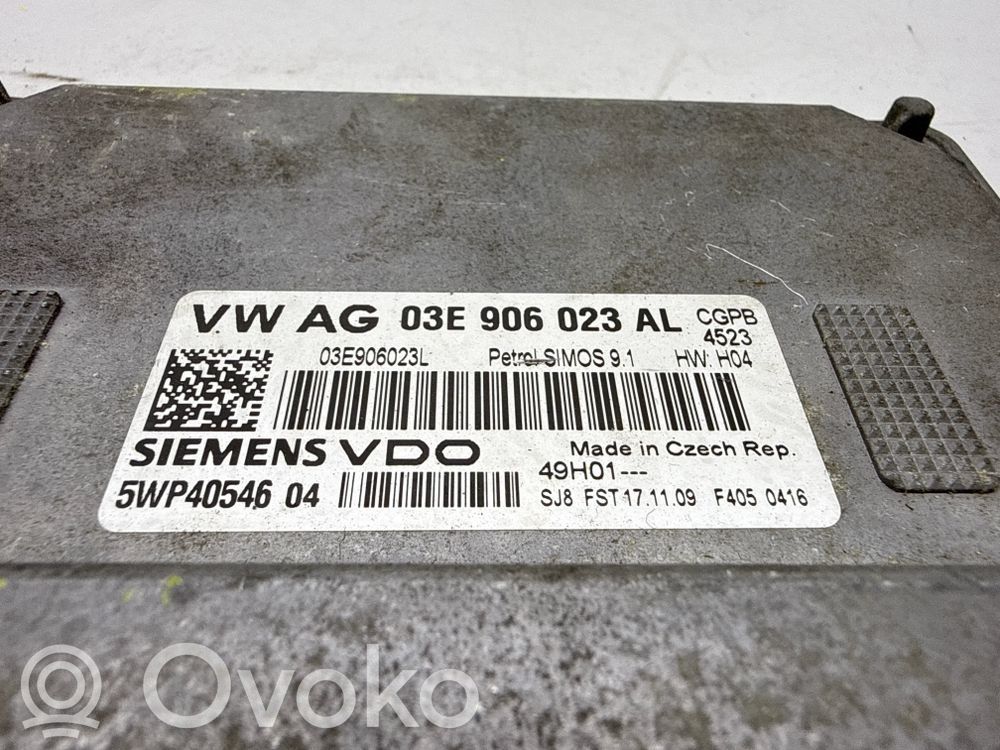 VW AG 03E 906 023 AL CGPB
4523
03E906023L Petrol SIMOS 9.1 HW: H04
SIEMENS VDO Made in Czech Rep.
49H01---
5WP40546 04 SJ8 FST 17.11.09 F405 0416
Ovoko